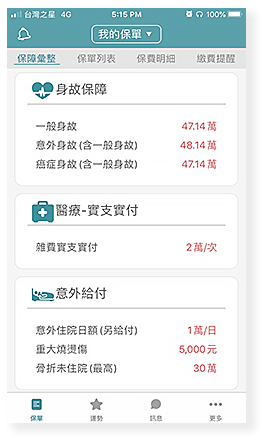 台灣之星 4G 5:15 PM 100%
我的保單 ▼
保障彙整 保單列表 保費明細 繳費提醒
身故保障
一般身故 47.14 萬
意外身故 (含一般身故) 48.14 萬
癌症身故 (含一般身故) 47.14 萬
醫療-實支實付
雜費實支實付 2 萬/次
意外給付
意外住院日額 (另給付) 1 萬/日
重大燒燙傷 5,000 元
骨折未住院 (最高) 30 萬
保單 運勢 訊息 更多